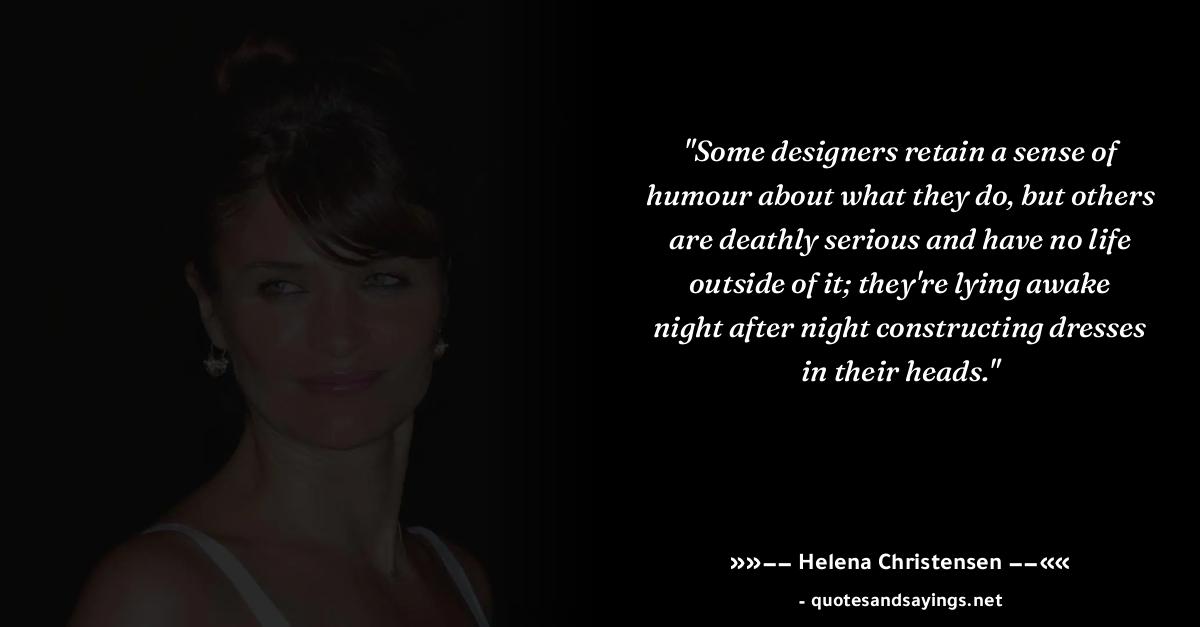 "Some designers retain a sense of
humour about what they do, but others
are deathly serious and have no life
outside of it; they're lying awake
night after night constructing dresses
in their heads."
»»–– Helena Christensen ––««
- quotesandsayings.net